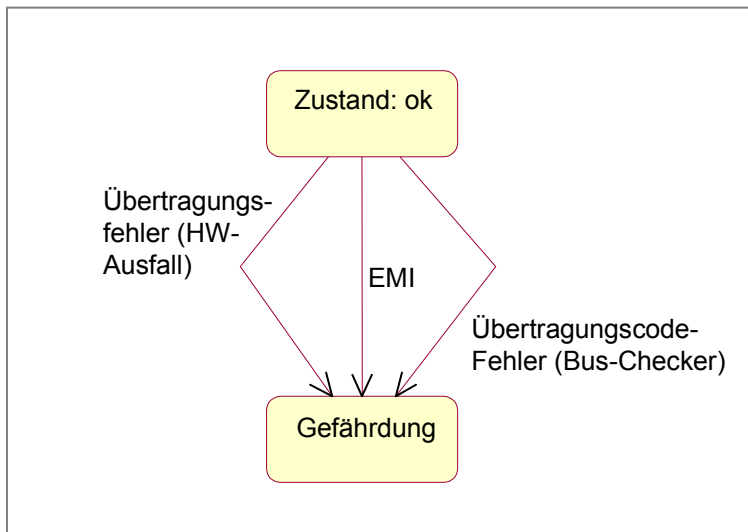 Zustand: ok
Übertragungs-
fehler (HW-
Ausfall)
EMI
Übertragungscode-
Fehler (Bus-Checker)
Gefährdung